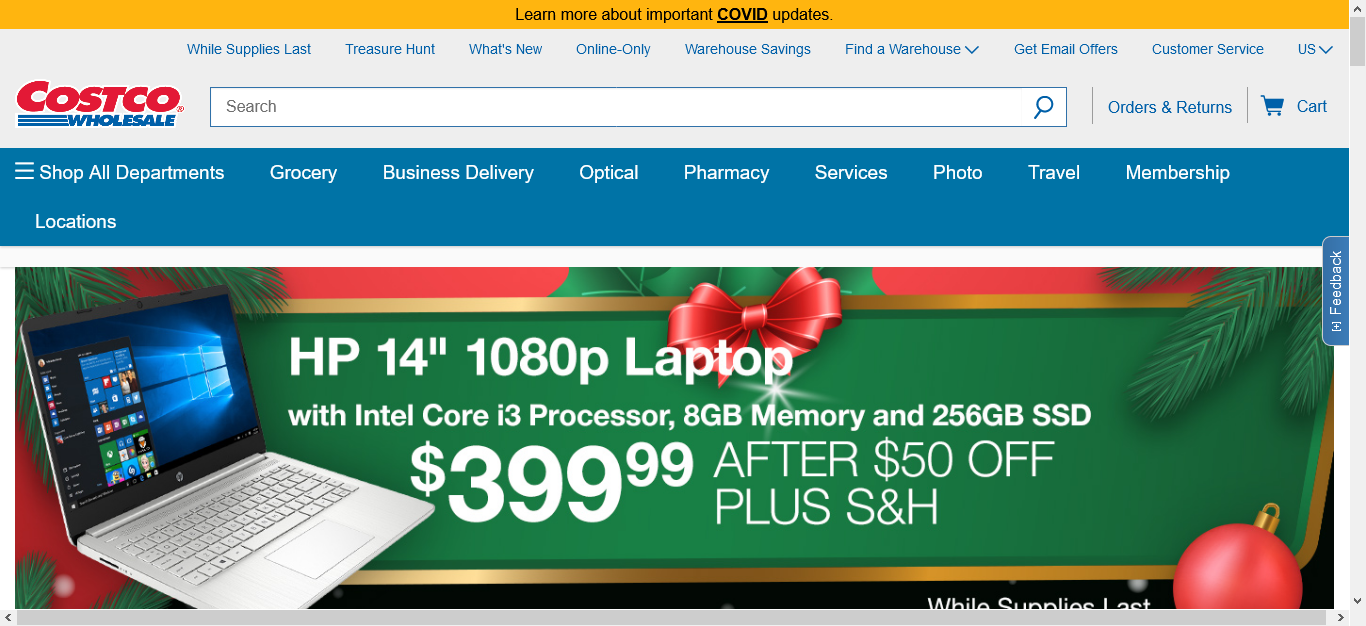 Learn more about important COVID updates.
While Supplies Last Treasure Hunt What's New Online-Only Warehouse Savings Find a Warehouse Get Email Offers Customer Service US
COSTCO WHOLESALE
Search
Orders & Returns
Cart
Shop All Departments Grocery Business Delivery Optical Pharmacy Services Photo Travel Membership
Locations
[+] Feedback
HP 14" 1080p Laptop
with Intel Core i3 Processor, 8GB Memory and 256GB SSD
$399 99 AFTER $50 OFF
PLUS S&H
While Supplies Last